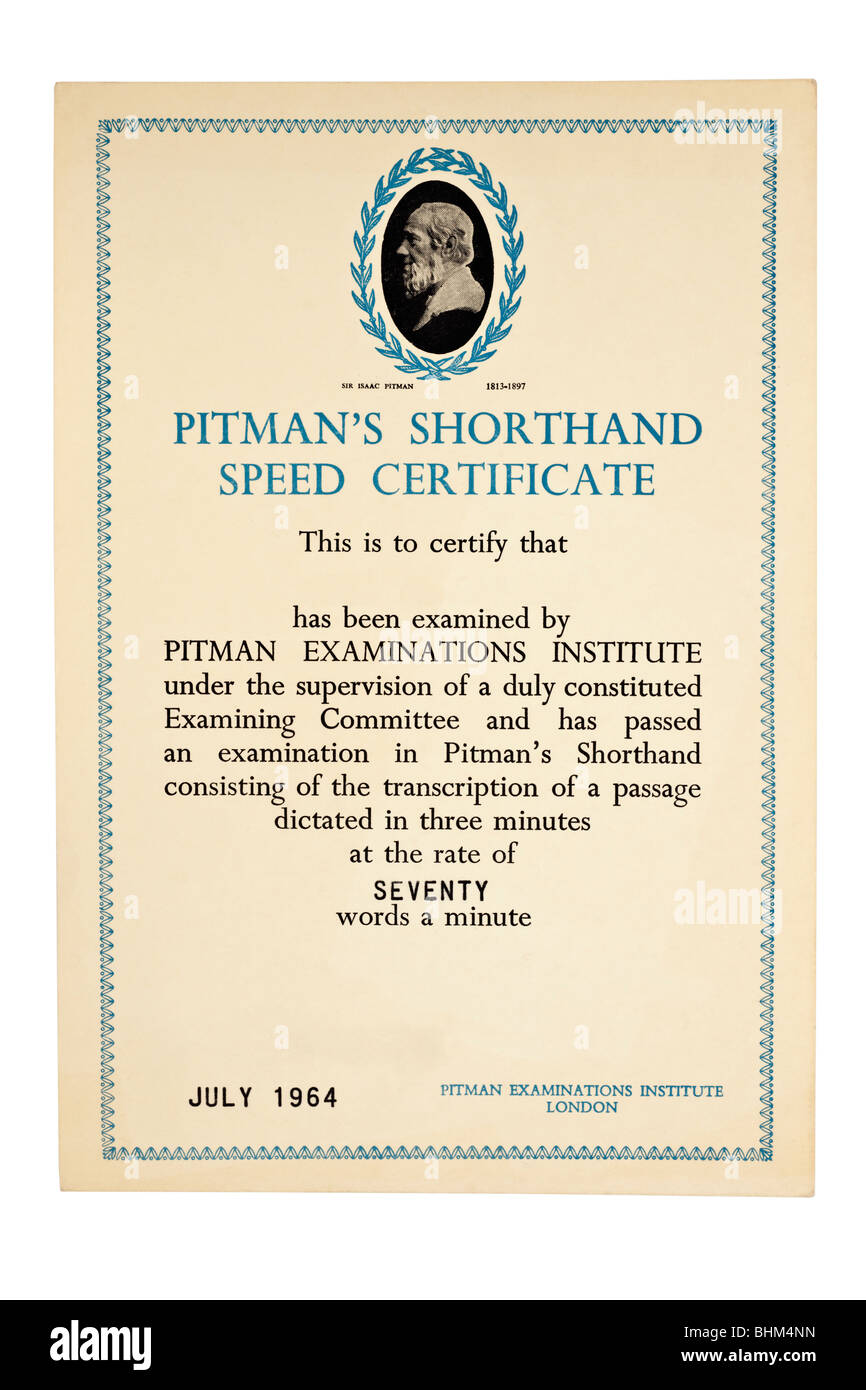 SIR ISAAC PITMAN 1813-1897
PITMAN'S SHORTHAND
SPEED CERTIFICATE
This is to certify that
has been examined by
PITMAN EXAMINATIONS INSTITUTE
under the supervision of a duly constituted
Examining Committee and has passed
an examination in Pitman's Shorthand
consisting of the transcription of a passage
dictated in three minutes
at the rate of
SEVENTY
words a minute
JULY 1964
PITMAN EXAMINATIONS INSTITUTE
LONDON
alamy
alamy
alamy
a
a
a
a
a
a
a
a
a
a
a
a
alamy
Image ID: BHM4NN
www.alamy.com